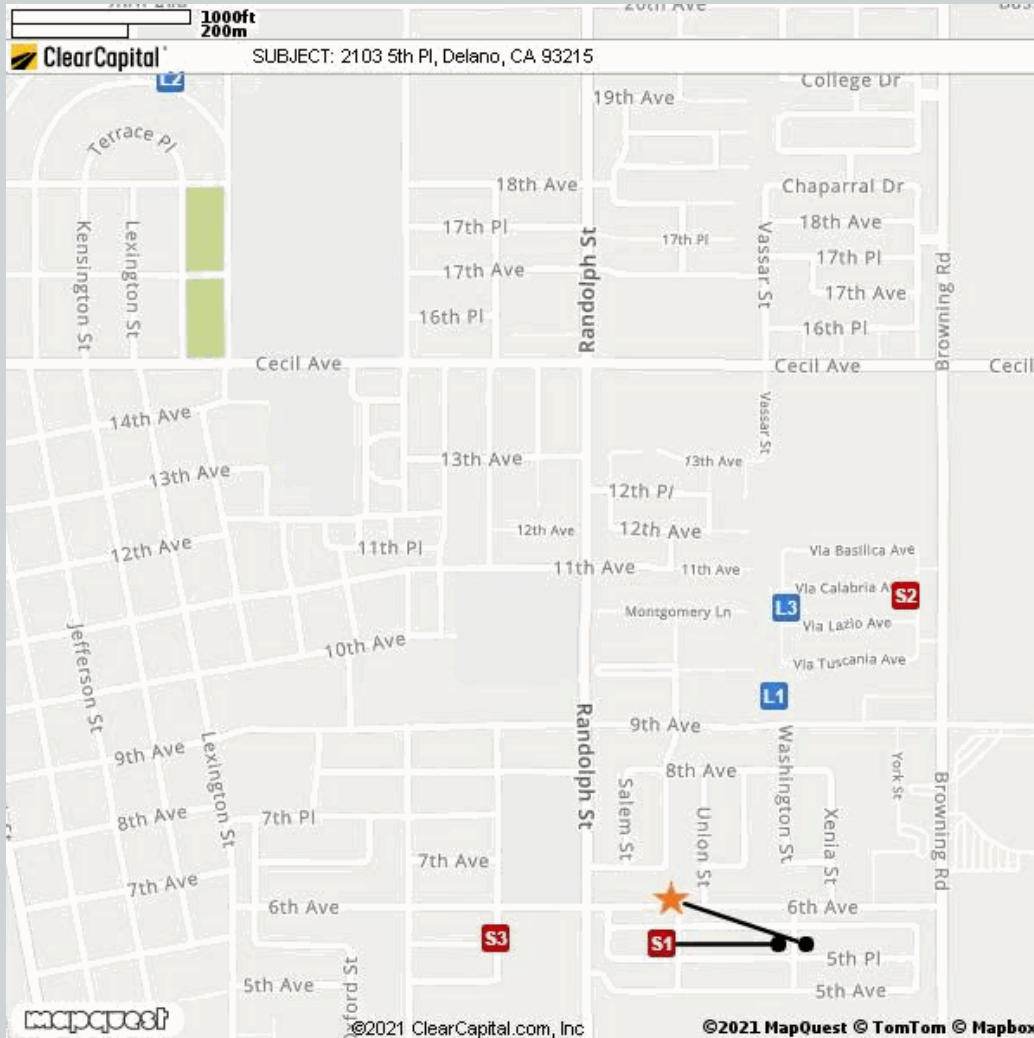 1000ft
200m
20th Ave
ClearCapital
SUBJECT: 2103 5th Pl, Delano, CA 93215
L2
College Dr
19th Ave
Terrace Pl
18th Ave
Chaparral Dr
Kensington St
Lexington St
17th Pl
Randolph St
17th Pl
Vassar St
18th Ave
17th Ave
17th Pl
Browning Rd
16th Pl
17th Ave
16th Pl
Cecil Ave
Cecil Ave
Cecil
14th Ave
Vassar St
13th Ave
13th Ave
13th Ave
12th Pl
12th Ave
12th Ave
12th Ave
11th Pl
Via Basilica Ave
11th Ave
11th Ave
Via Calabria A
S2
L3
Montgomery Ln
Via Lazio Ave
Jefferson St
10th Ave
Via Tuscania Ave
L1
9th Ave
Randolph St
9th Ave
Lexington St
Washington St
8th Ave
York St
Browning Rd
8th Ave
7th Pl
Salem St
Union St
Xenia St
7th Ave
7th Ave
6th Ave
6th Ave
S3
S1
5th Pl
5th Ave
5th Ave
mapquest
©2021 ClearCapital.com, Inc
©2021 MapQuest © TomTom © Mapbox